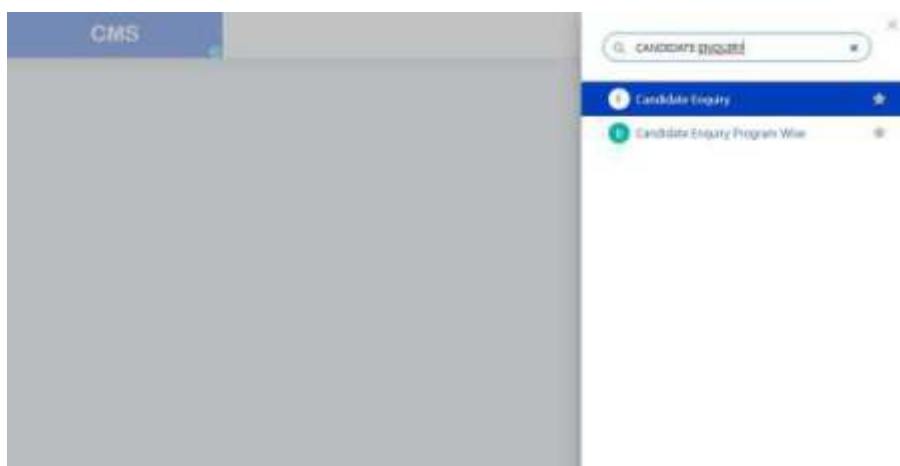 CMS
CANDIDATE ENQUIRY
Candidate Enquiry
Candidate Enquiry Program Wise